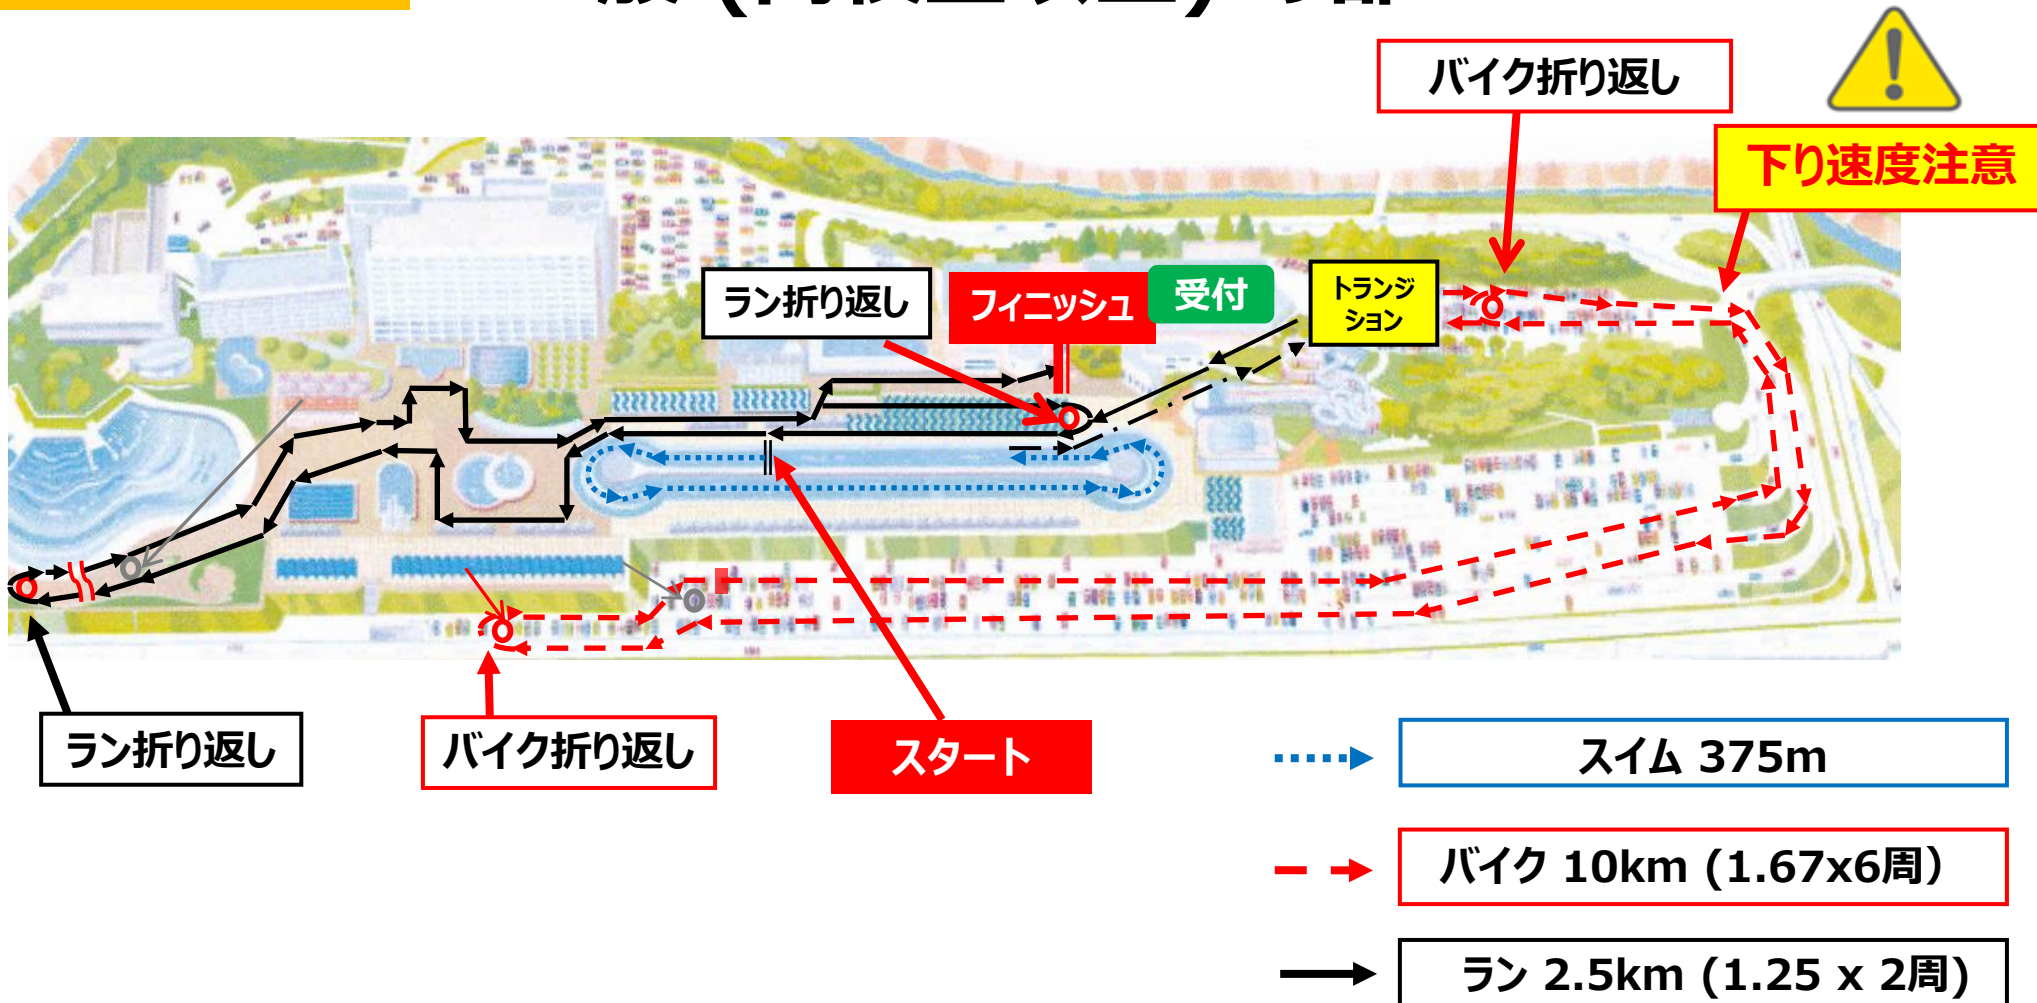 バイク折り返し
下り速度注意
ラン折り返し
フィニッシュ
受付
トランジ
ション
ラン折り返し
バイク折り返し
スタート
スイム 375m
バイク 10km (1.67x6周)
ラン 2.5km (1.25 x 2周)